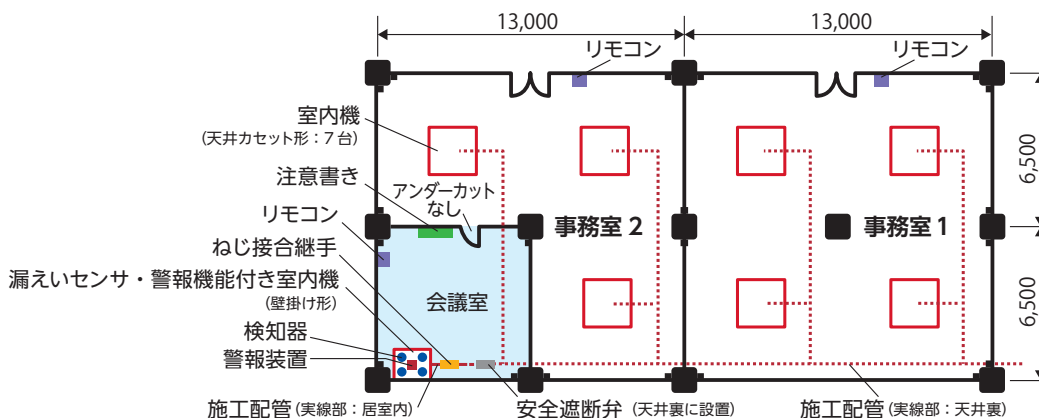 13,000
13,000
リモコン
リモコン
室内機
(天井カセット形：7台)
注意書き
アンダーカット
なし
リモコン
ねじ接合継手
漏えいセンサ・警報機能付き室内機
(壁掛け形)
検知器
警報装置
会議室
事務室2
事務室1
6,500
6,500
施工配管 (実線部：居室内)
安全遮断弁 (天井裏に設置)
施工配管 (実線部：天井裏)